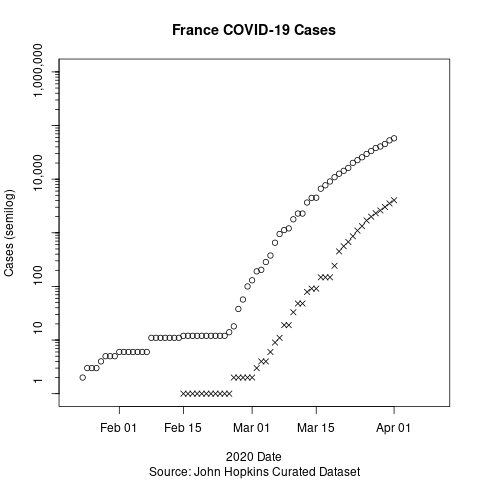 France COVID-19 Cases
Cases (semilog)
1,000,000
10,000
100
10
1
Feb 01 Feb 15 Mar 01 Mar 15 Apr 01
2020 Date
Source: John Hopkins Curated Dataset